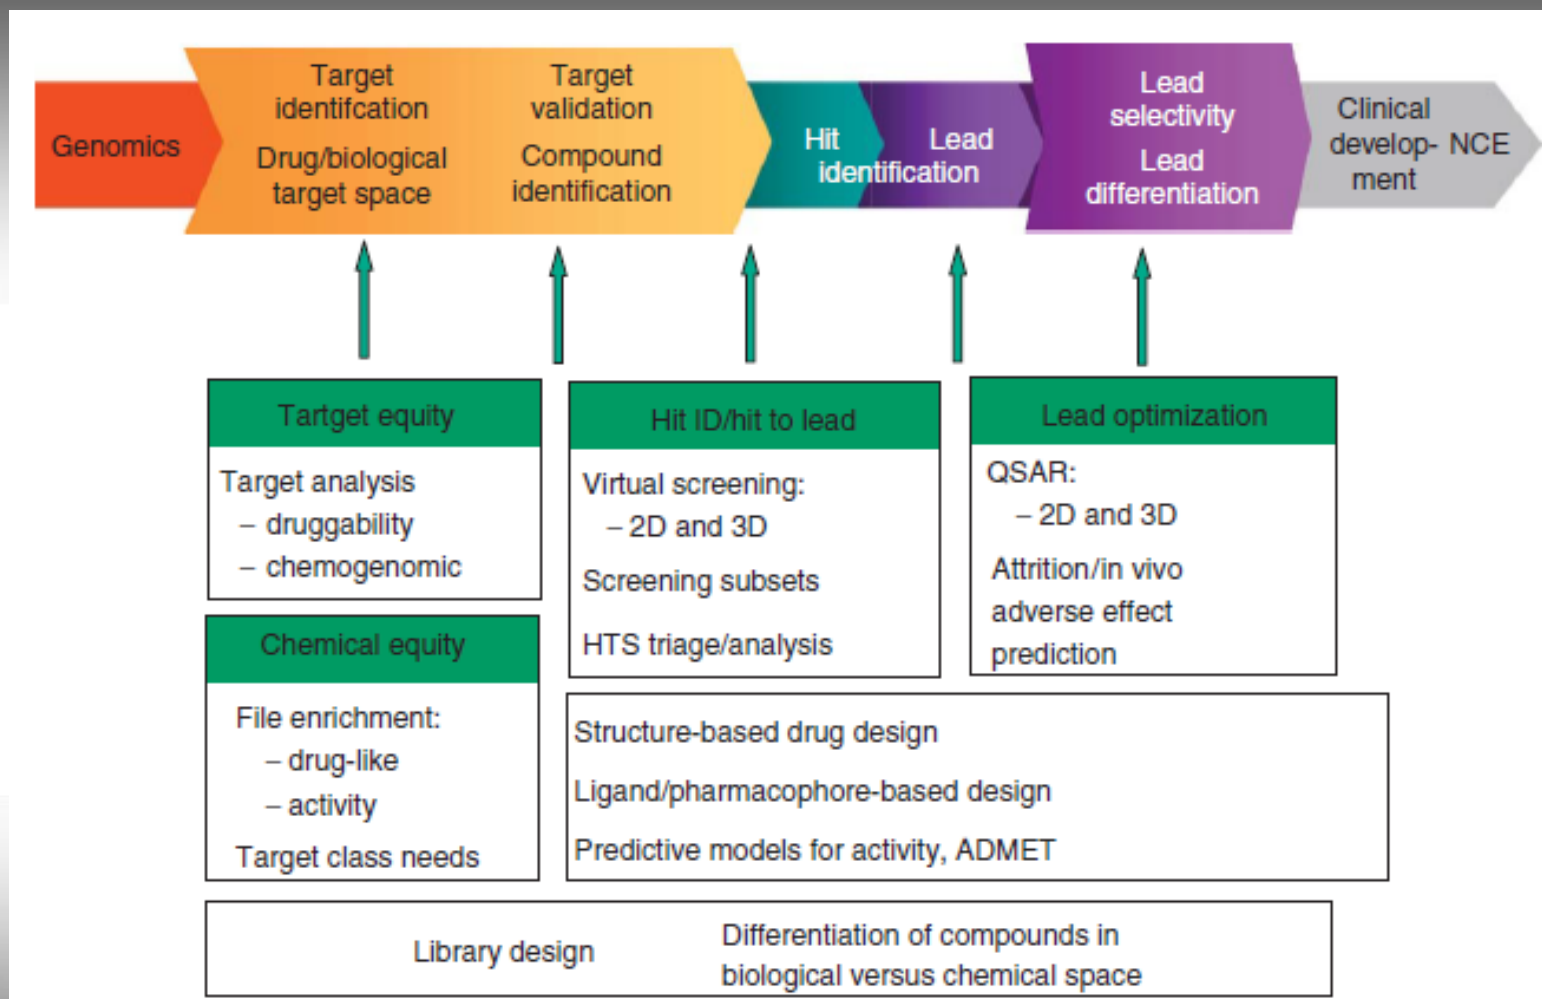 Genomics
Target
identifcation
Drug/biological
target space
Target
validation
Compound
identification
Hit Lead
identification
Lead
selectivity
Lead
differentiation
Clinical
develop- NCE
ment
Tartget equity
Target analysis
– druggability
– chemogenomic
Chemical equity
File enrichment:
– drug-like
– activity
Target class needs
Hit ID/hit to lead
Virtual screening:
– 2D and 3D
Screening subsets
HTS triage/analysis
Lead optimization
QSAR:
– 2D and 3D
Attrition/in vivo
adverse effect
prediction
Structure-based drug design
Ligand/pharmacophore-based design
Predictive models for activity, ADMET
Library design
Differentiation of compounds in
biological versus chemical space